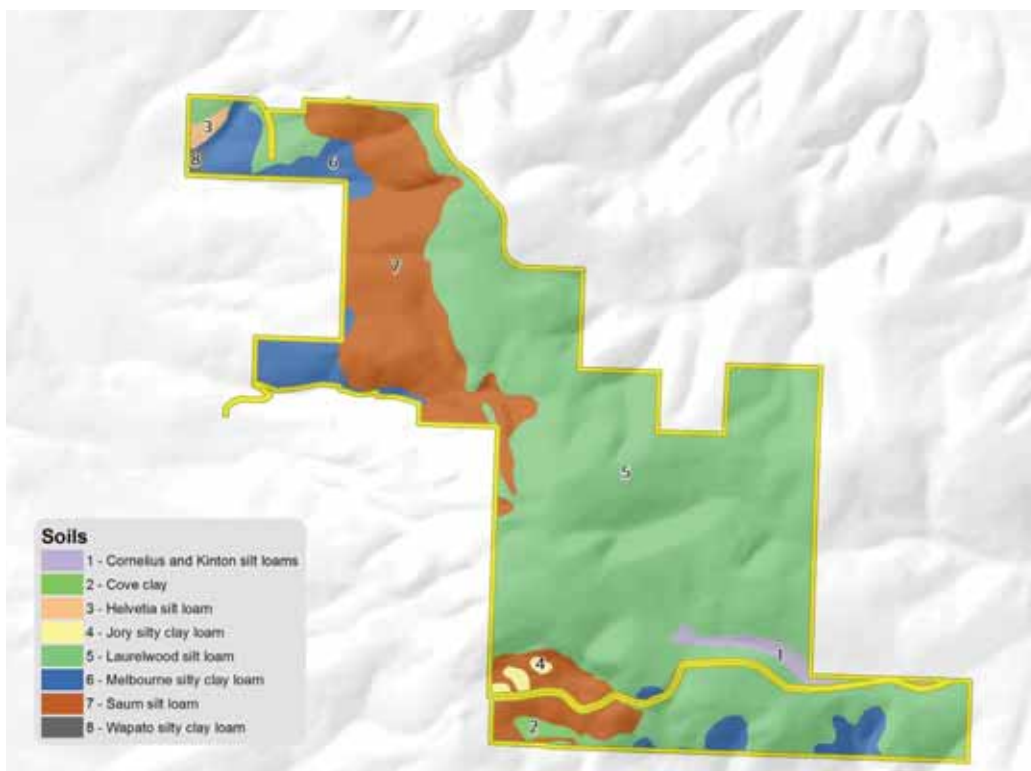 3
8
6
7
5
4
1
2
Soils
1 - Cornelius and Kinton silt loams
2 - Cove clay
3 - Helvetia silt loam
4 - Jory silty clay loam
5 - Laurelwood silt loam
6 - Melbourne silty clay loam
7 - Saum silt loam
8 - Wapato silty clay loam